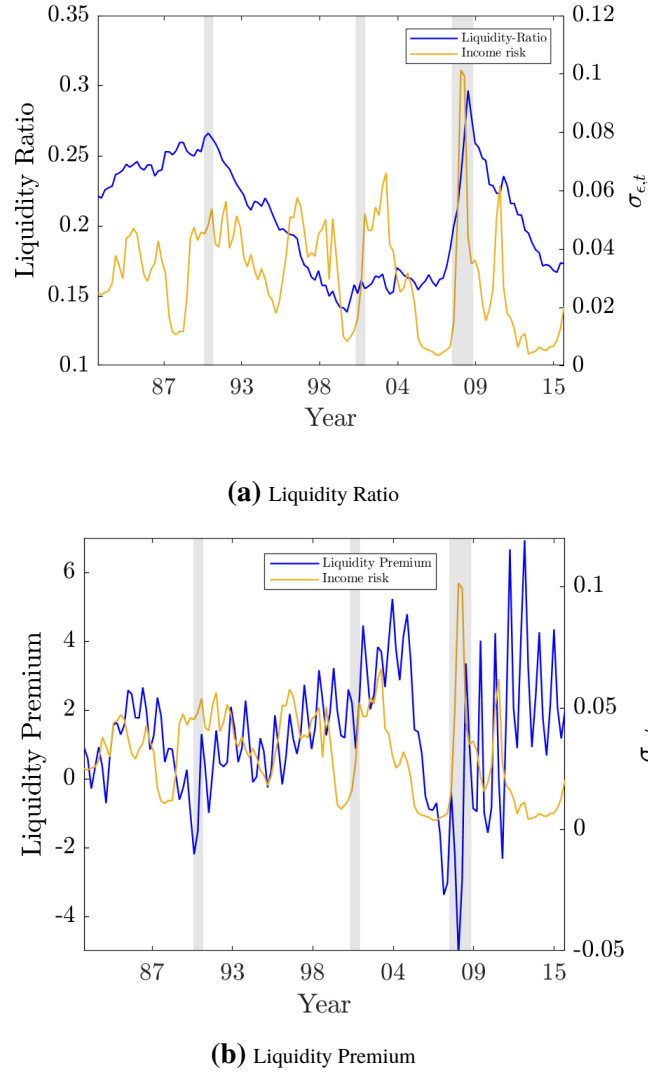 0.35
0.3
0.25
0.2
0.15
0.1
Liquidity Ratio
Liquidity-Ratio
Income risk
0.12
0.1
0.08
0.06
0.04
0.02
0
σϵ,t
87 93 98 04 09 15
Year
(a) Liquidity Ratio
6
4
2
0
-2
-4
Liquidity Premium
Liquidity Premium
Income risk
0.1
0.05
0
-0.05
87 93 98 04 09 15
Year
(b) Liquidity Premium